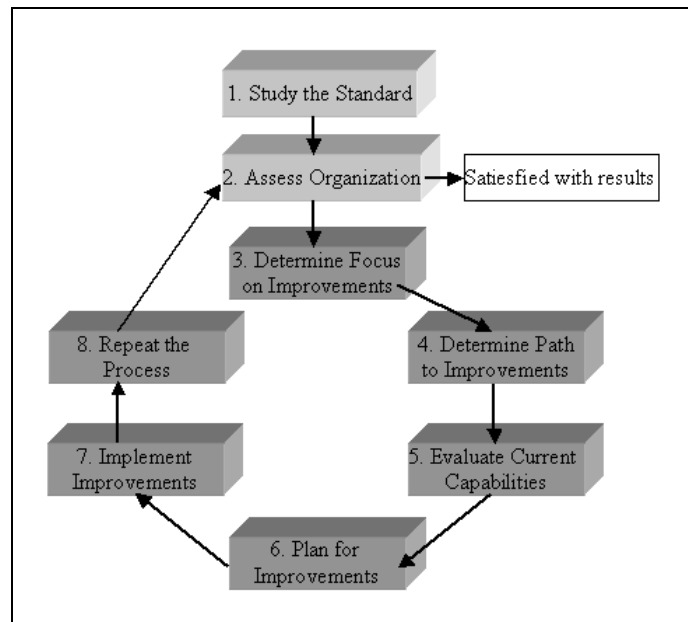 1. Study the Standard
2. Assess Organization
Satiesfied with results
3. Determine Focus
on Improvements
4. Determine Path
to Improvements
5. Evaluate Current
Capabilities
6. Plan for
Improvements
7. Implement
Improvements
8. Repeat the
Process